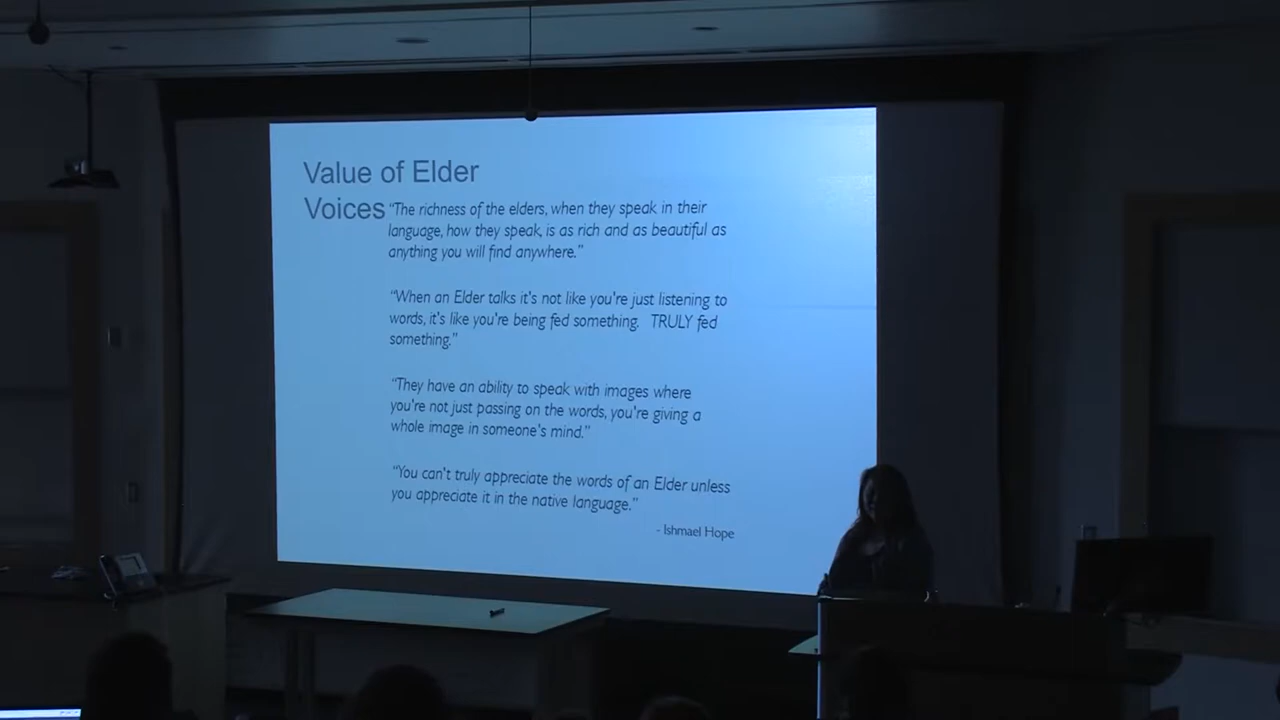 Value of Elder
Voices
“The richness of the elders, when they speak in their
language, how they speak, is as rich and as beautiful as
anything you will find anywhere.”
“When an Elder talks it's not like you're just listening to
words, it's like you're being fed something. TRULY fed
something.”
“They have an ability to speak with images where
you're not just passing on the words, you're giving a
whole image in someone's mind.”
“You can't truly appreciate the words of an Elder unless
you appreciate it in the native language.”
- Ishmael Hope